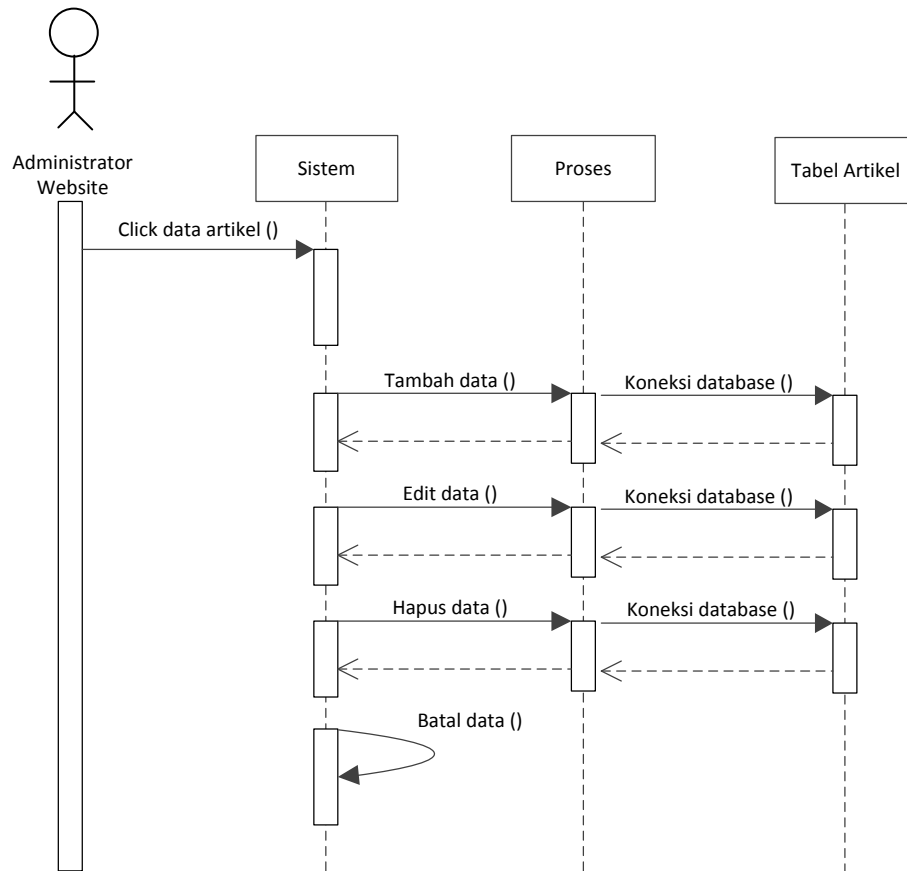 Administrator
Website
Sistem
Proses
Tabel Artikel
Click data artikel ()
Tambah data ()
Koneksi database ()
Edit data ()
Koneksi database ()
Hapus data ()
Koneksi database ()
Batal data ()